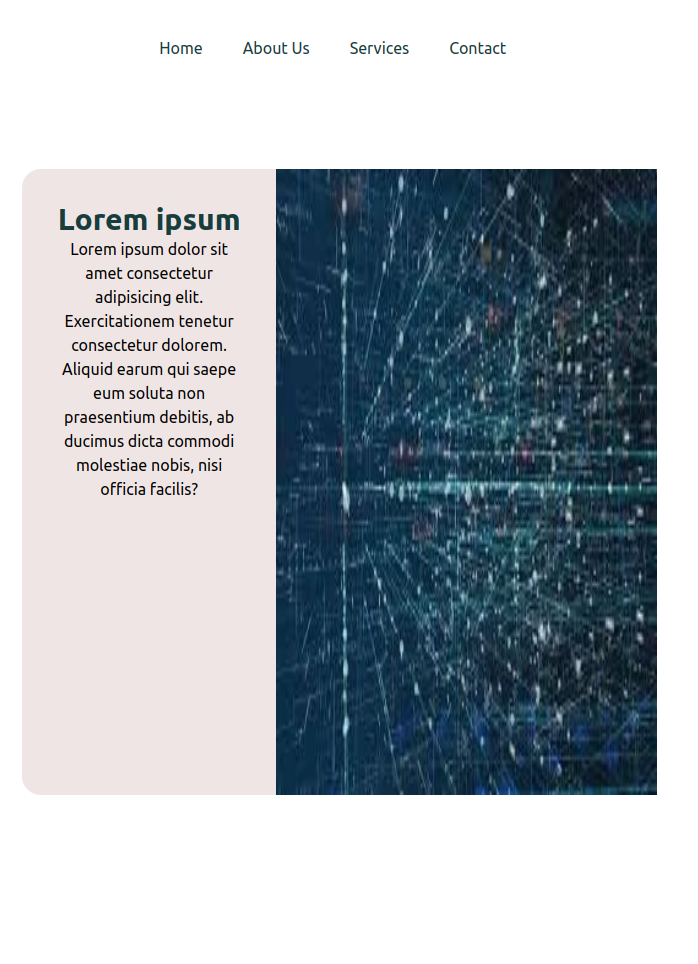 Home About Us Services Contact
Lorem ipsum
Lorem ipsum dolor sit
amet consectetur
adipisicing elit.
Exercitationem tenetur
consectetur dolorem.
Aliquid earum qui saepe
eum soluta non
praesentium debitis, ab
ducimus dicta commodi
molestiae nobis, nisi
officia facilis?